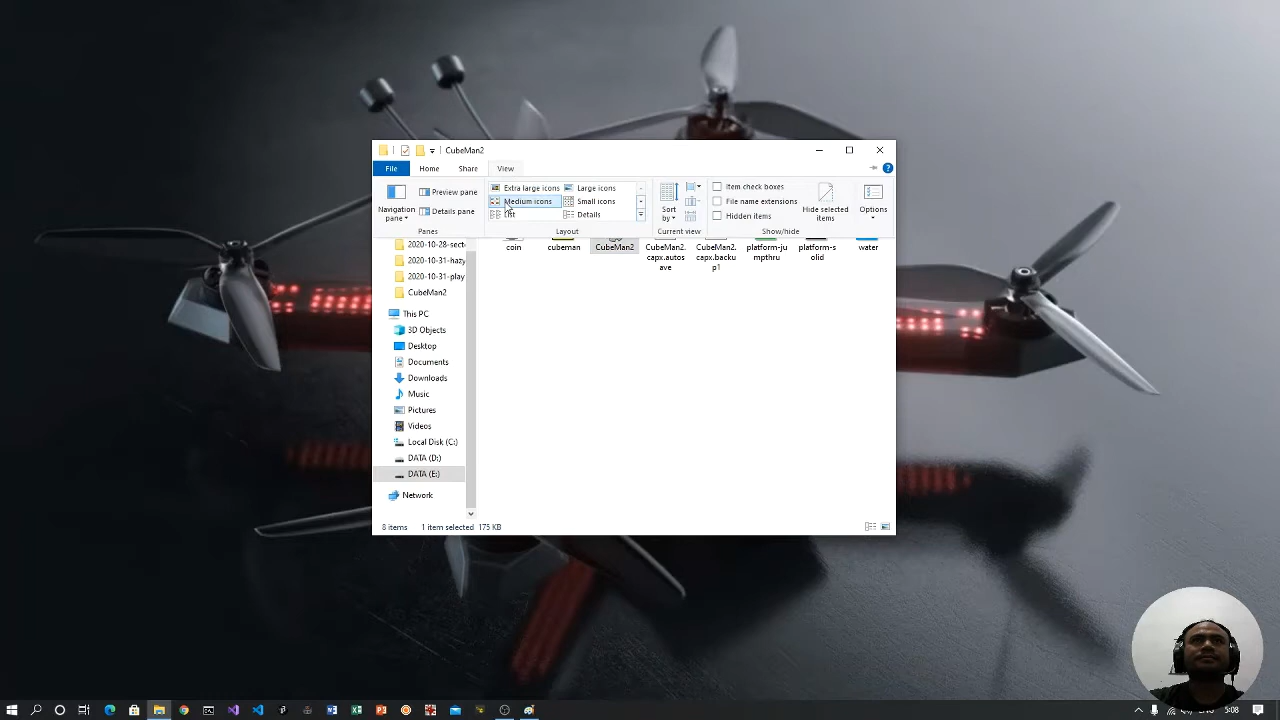 CubeMan2
File Home Share View
Navigation pane
Preview pane
Details pane
Panes
Extra large icons Large icons
Medium icons Small icons
List Details
Layout
Sort by
Current view
Item check boxes
File name extensions
Hidden items
Hide selected items
Show/hide
Options
2020-10-28-sect
2020-10-31-hazy
2020-10-31-play
CubeMan2
This PC
3D Objects
Desktop
Documents
Downloads
Music
Pictures
Videos
Local Disk (C:)
DATA (D:)
DATA (E:)
Network
coin
cubeman
CubeMan2
CubeMan2.
capx.autos
ave
CubeMan2.
capx.backu
p1
platform-ju
mpthru
platform-s
olid
water
8 items 1 item selected 175 KB
ENG 5:08